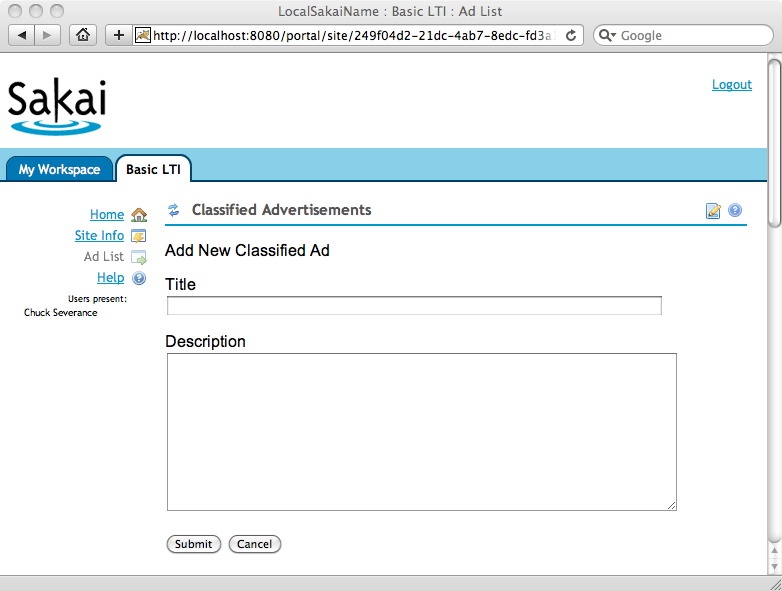 LocalSakaiName : Basic LTI : Ad List
http://localhost:8080/portal/site/249f04d2-21dc-4ab7-8edc-fd3a
Google
Sakai
Logout
My Workspace
Basic LTI
Home
Classified Advertisements
Site Info
Ad List
Help
Users present:
Chuck Severance
Add New Classified Ad
Title
Description
Submit Cancel